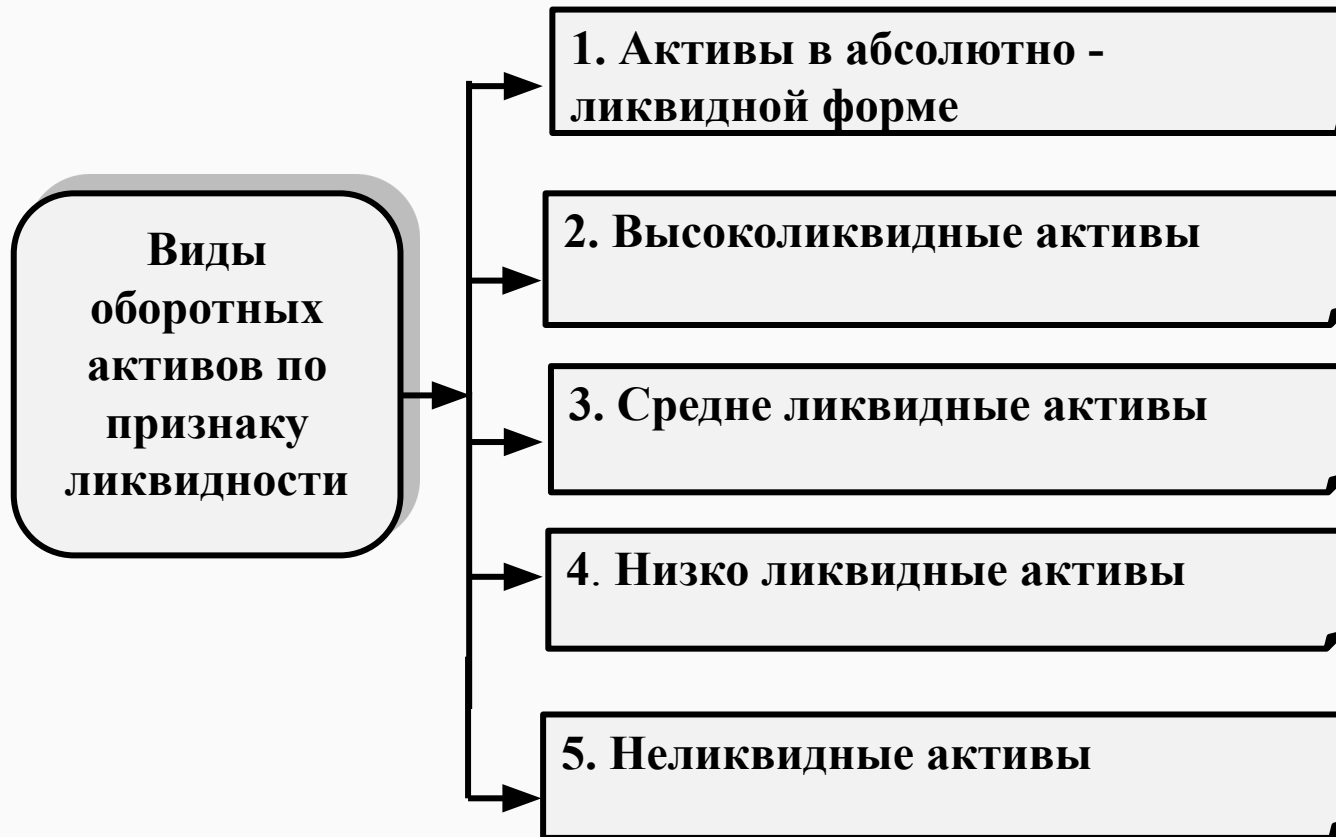 Виды
оборотных
активов по
признаку
ликвидности
1. Активы в абсолютно -
ликвидной форме
2. Высоколиквидные активы
3. Средне ликвидные активы
4. Низко ликвидные активы
5. Неликвидные активы